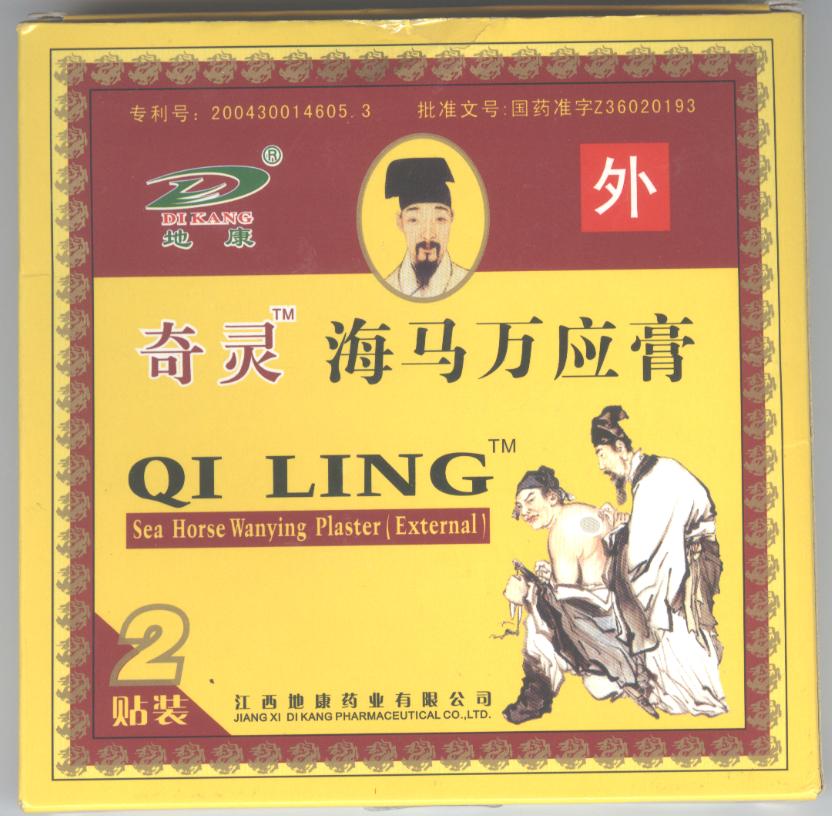 专利号：200430014605.3 批准文号:国药准字Z36020193
®
DI KANG
地康
外
奇灵™ 海马万应膏
QI LING™
Sea Horse Wanying Plaster (External)
2
贴装
江西地康药业有限公司
JIANG XI DI KANG PHARMACEUTICAL CO.,LTD.